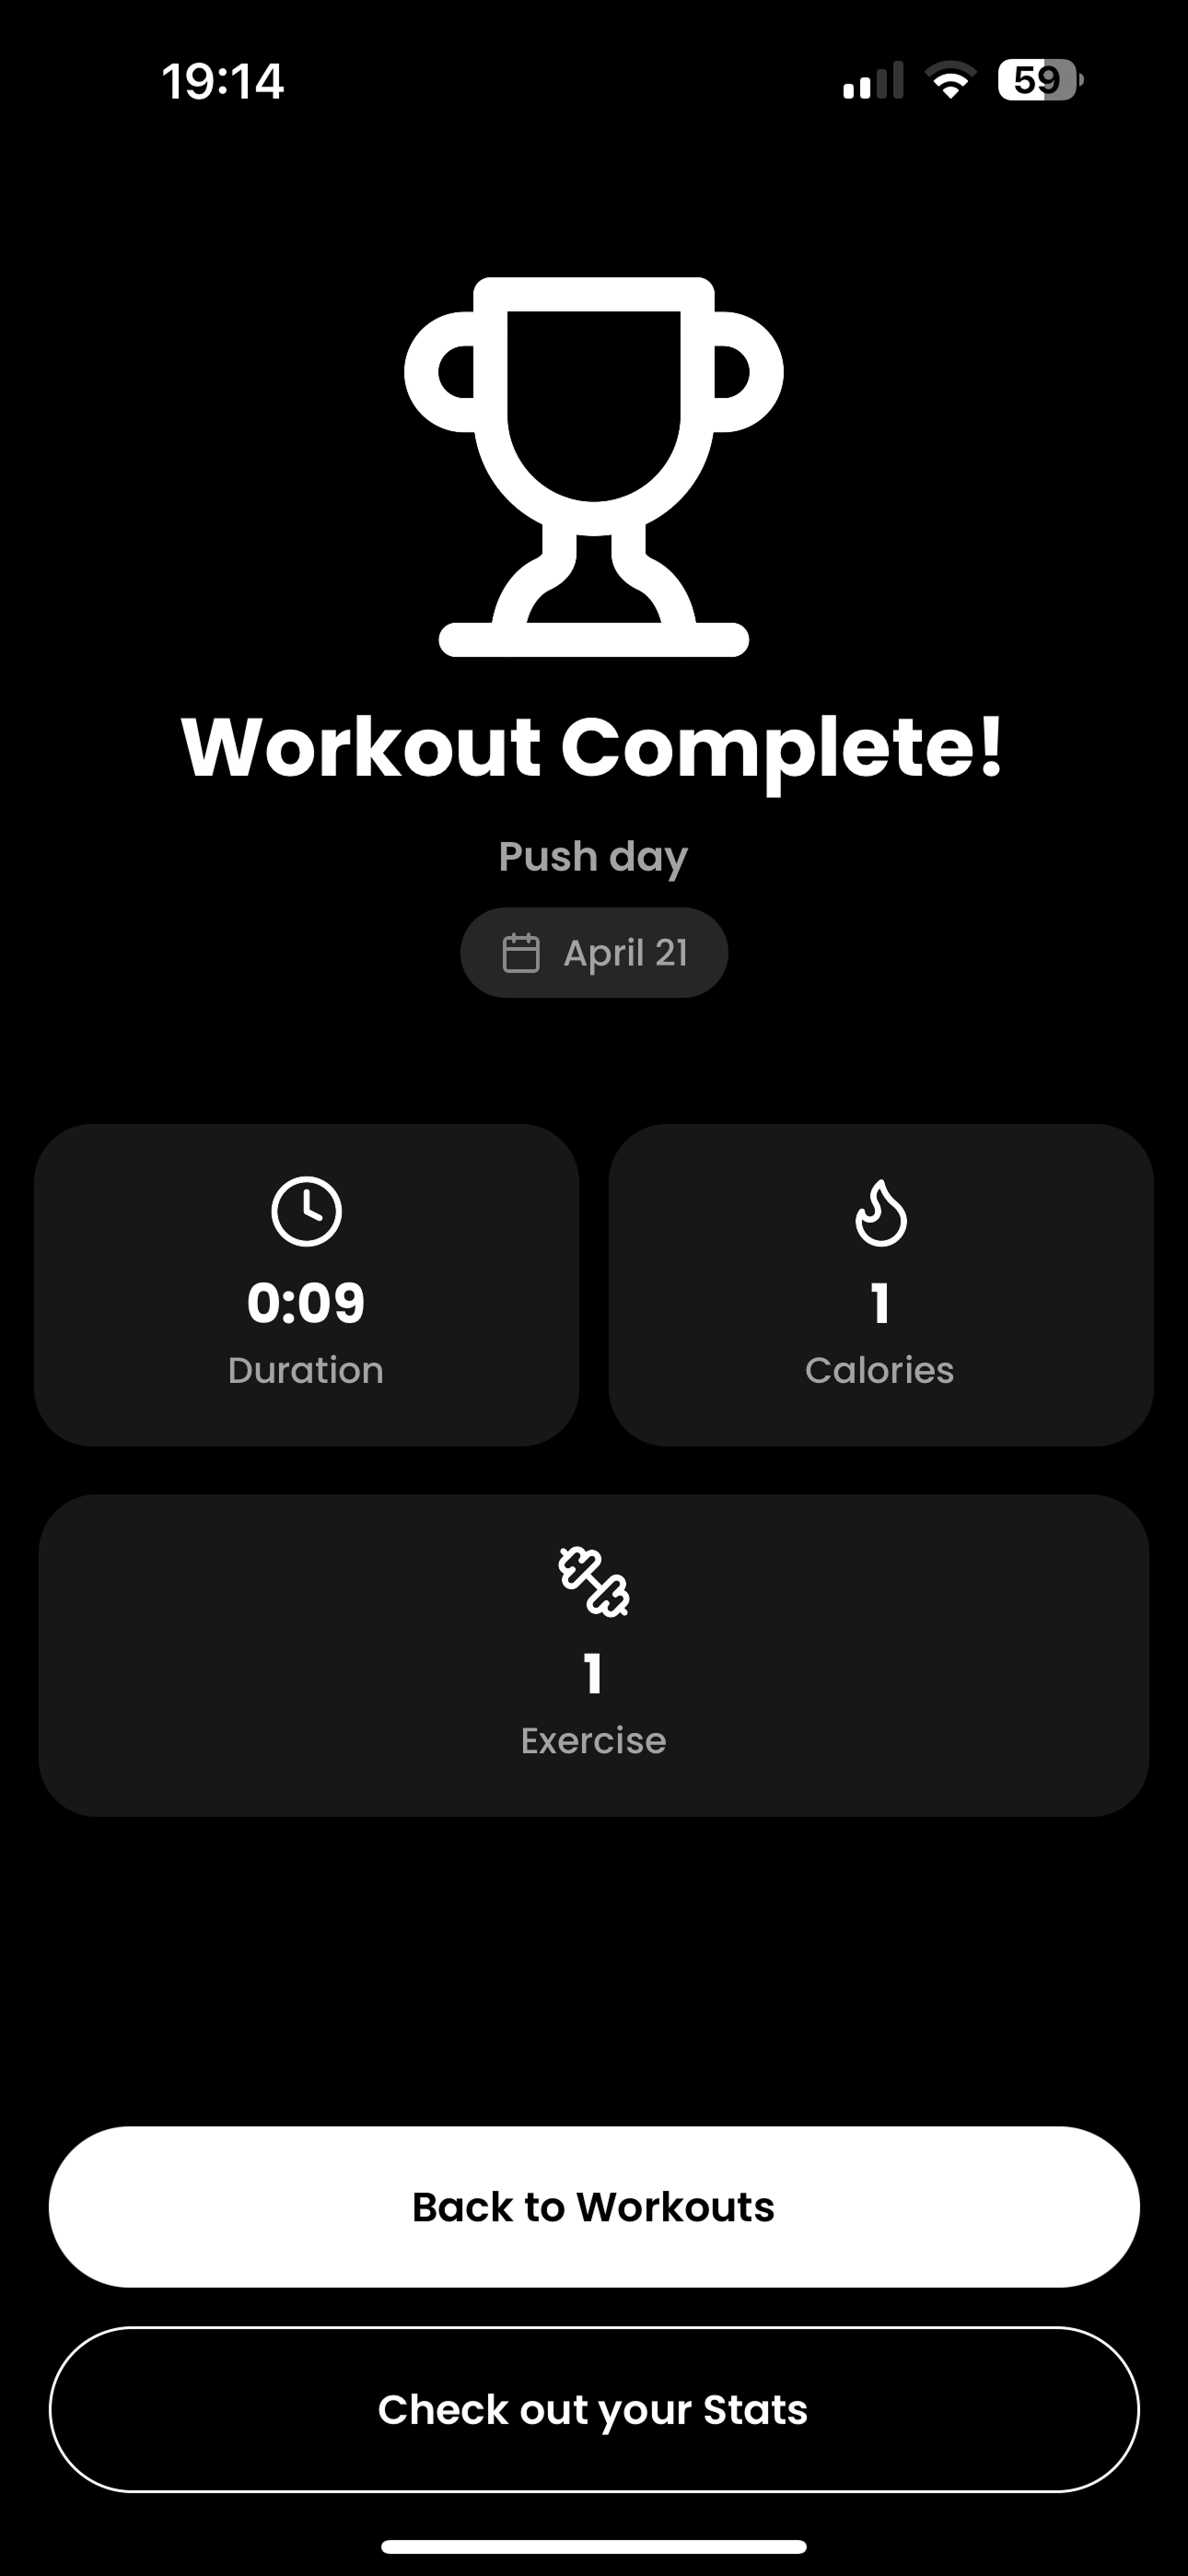 19:14
59
Workout Complete!
Push day
April 21
0:09
Duration
1
Calories
1
Exercise
Back to Workouts
Check out your Stats